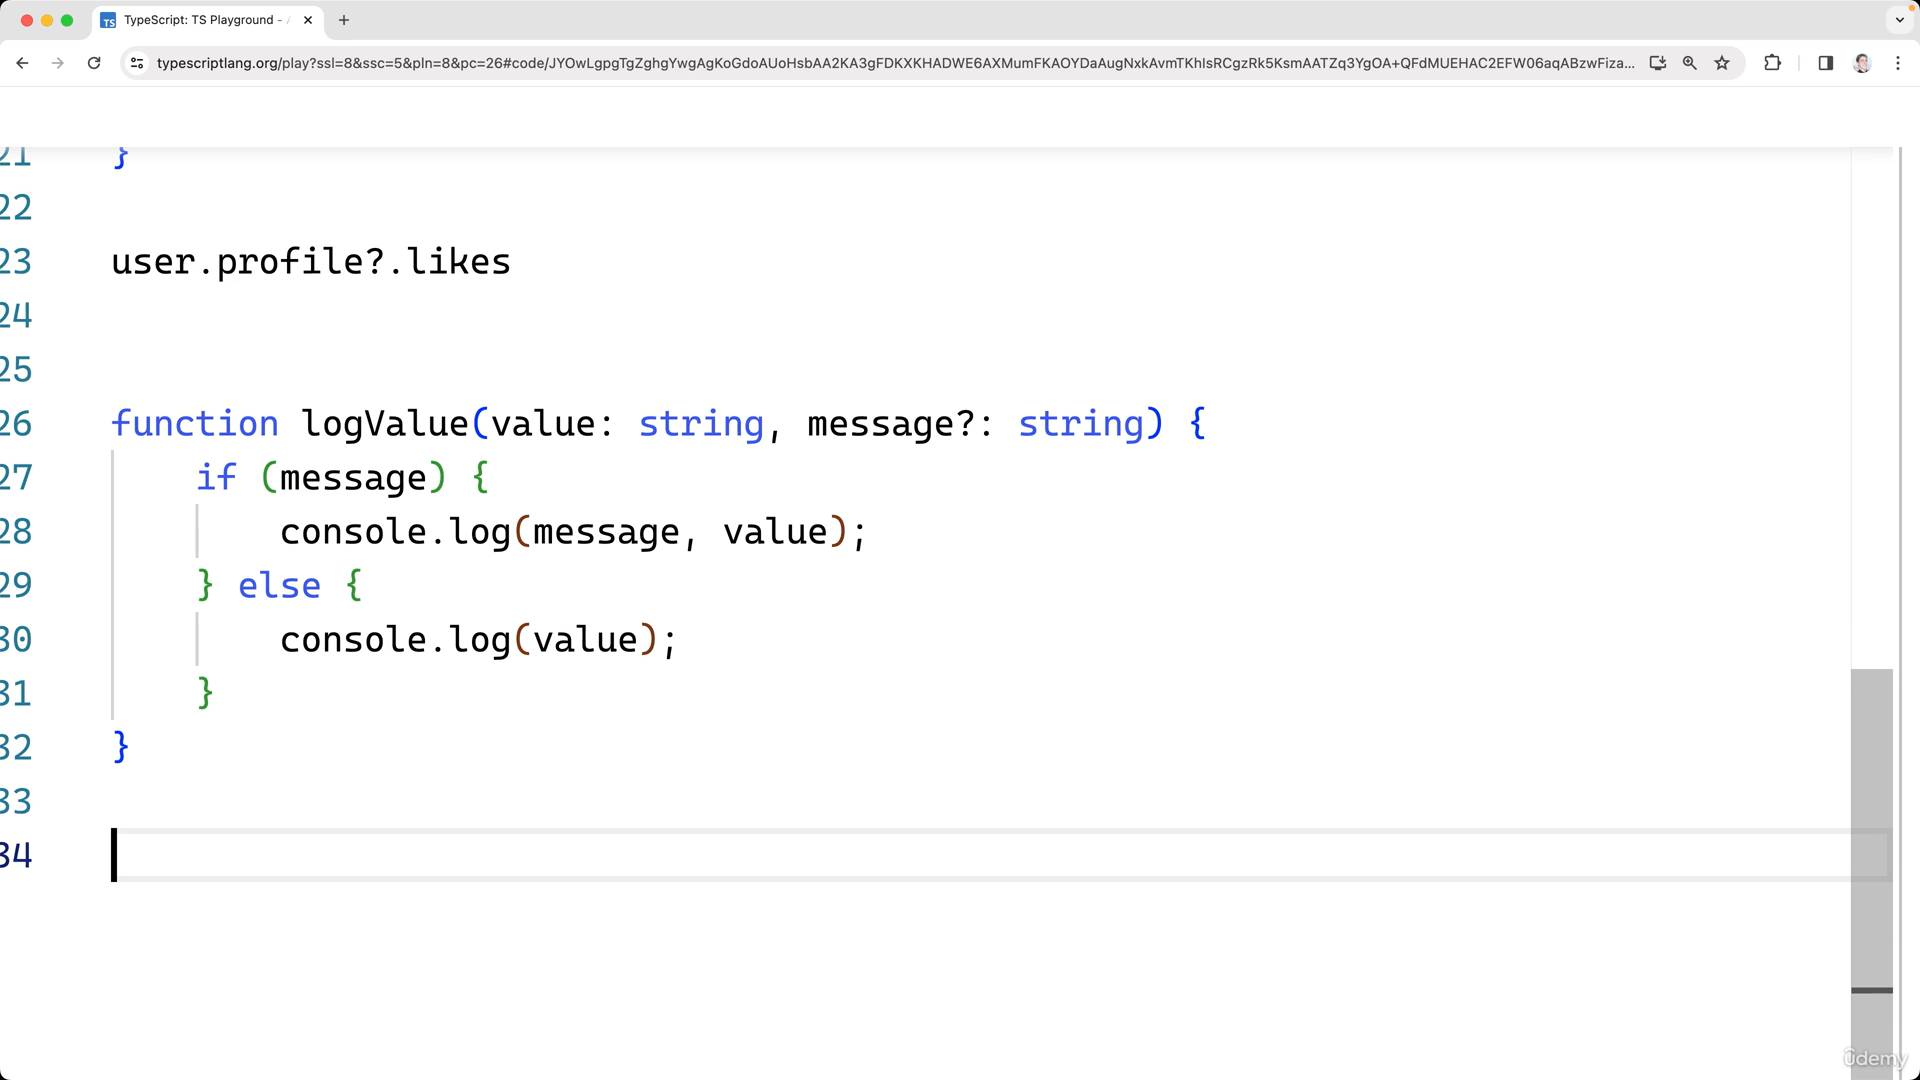 TypeScript: TS Playground - 
typescriptlang.org/play?ssl=8&ssc=5&pln=8&pc=26#code/JYOwLgpgTgZghgYwgAgKoGdoAUoHsbAA2KA3gFDKXKHADWE6AXMumFKAOYDaAugNxkAvmTKhIsRCgzRk5KsmAATZq3YgOA+QFdMUEHAC2EFW06aqABzwFiza...
21 }
22
23 user.profile?.likes
24
25
26 function logValue(value: string, message?: string) {
27 if (message) {
28 console.log(message, value);
29 } else {
30 console.log(value);
31 }
32 }
33
34
ûdemy